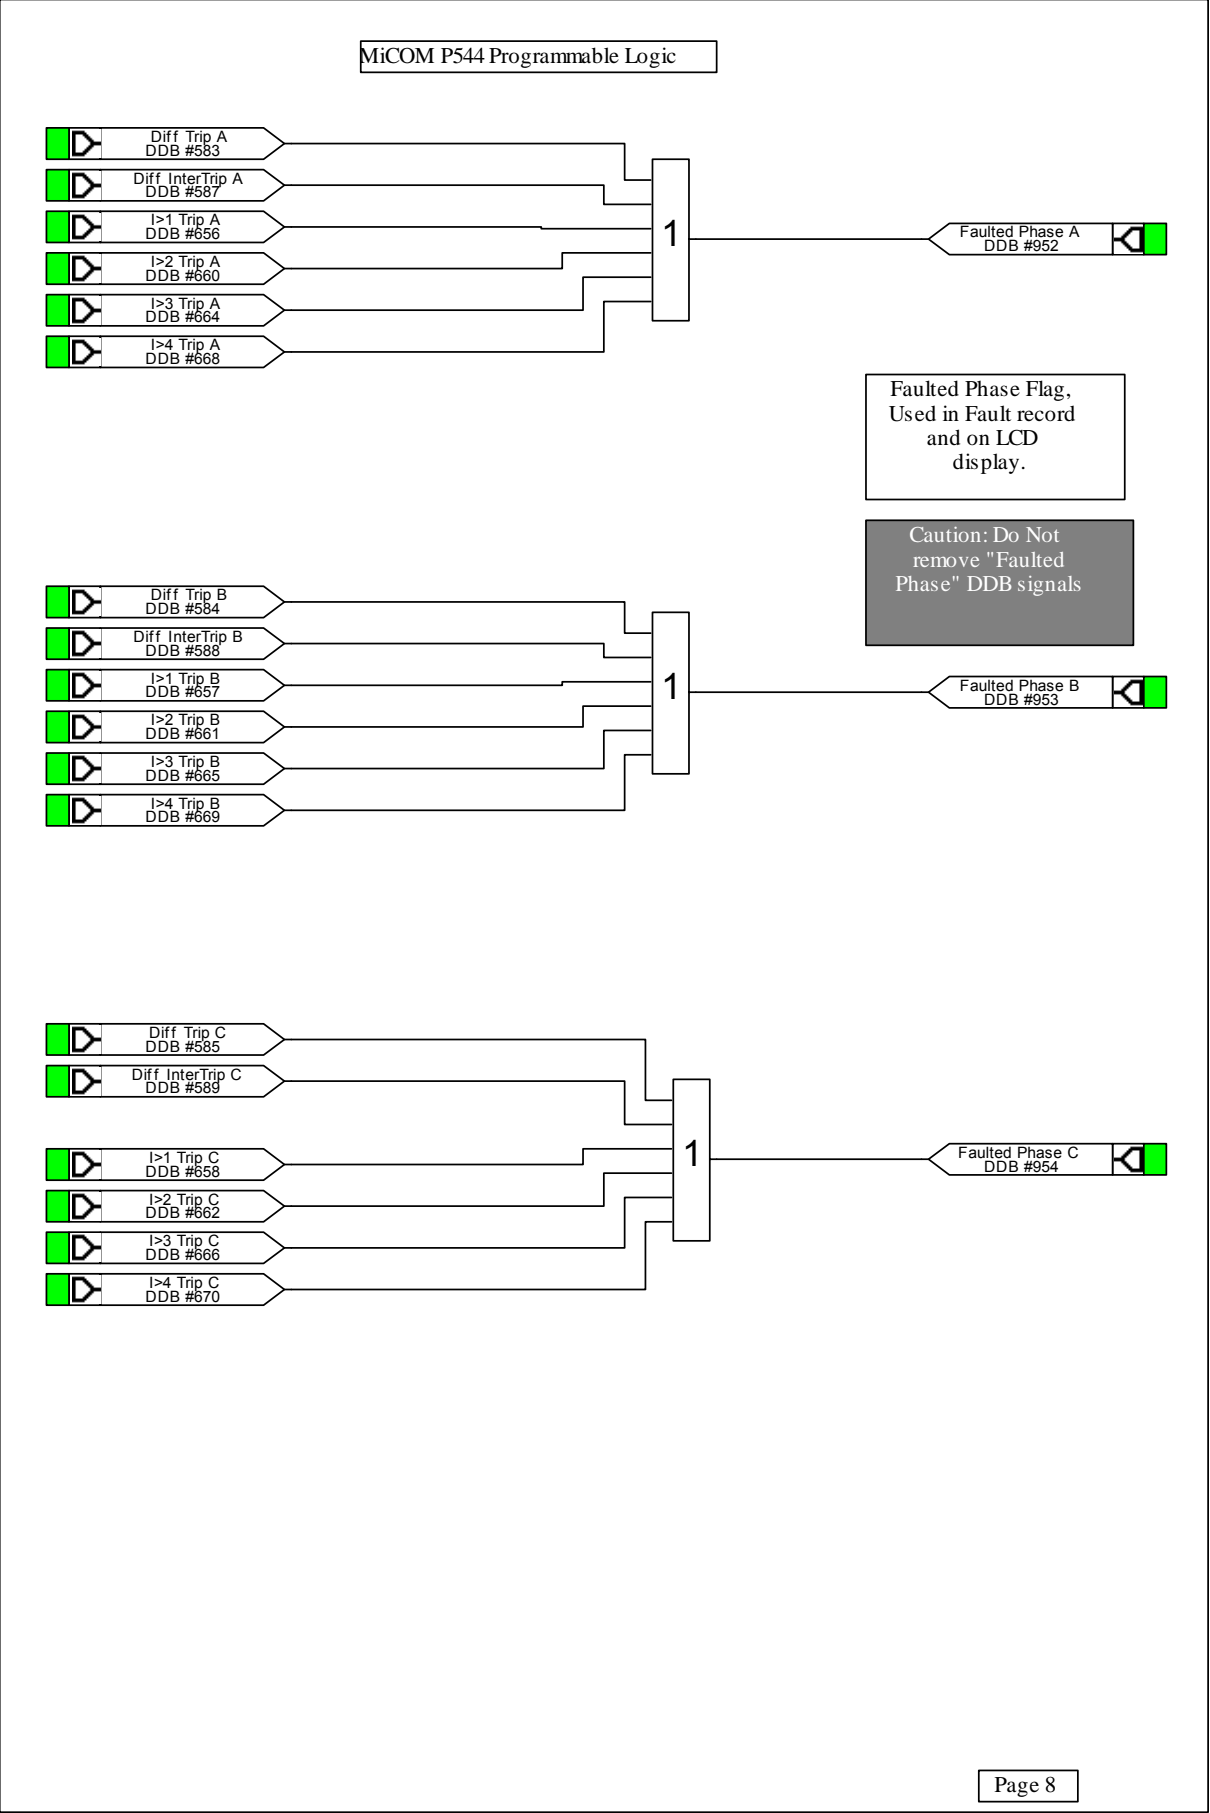 MiCOM P544 Programmable Logic
Diff Trip A
DDB #583
Diff InterTrip A
DDB #587
I>1 Trip A
DDB #656
I>2 Trip A
DDB #660
I>3 Trip A
DDB #664
I>4 Trip A
DDB #668
1
Faulted Phase A
DDB #952
Faulted Phase Flag,
Used in Fault record
and on LCD
display.
Caution: Do Not
remove "Faulted
Phase" DDB signals
Diff Trip B
DDB #584
Diff InterTrip B
DDB #588
I>1 Trip B
DDB #657
I>2 Trip B
DDB #661
I>3 Trip B
DDB #665
I>4 Trip B
DDB #669
1
Faulted Phase B
DDB #953
Diff Trip C
DDB #585
Diff InterTrip C
DDB #589
I>1 Trip C
DDB #658
I>2 Trip C
DDB #662
I>3 Trip C
DDB #666
I>4 Trip C
DDB #670
1
Faulted Phase C
DDB #954
Page 8